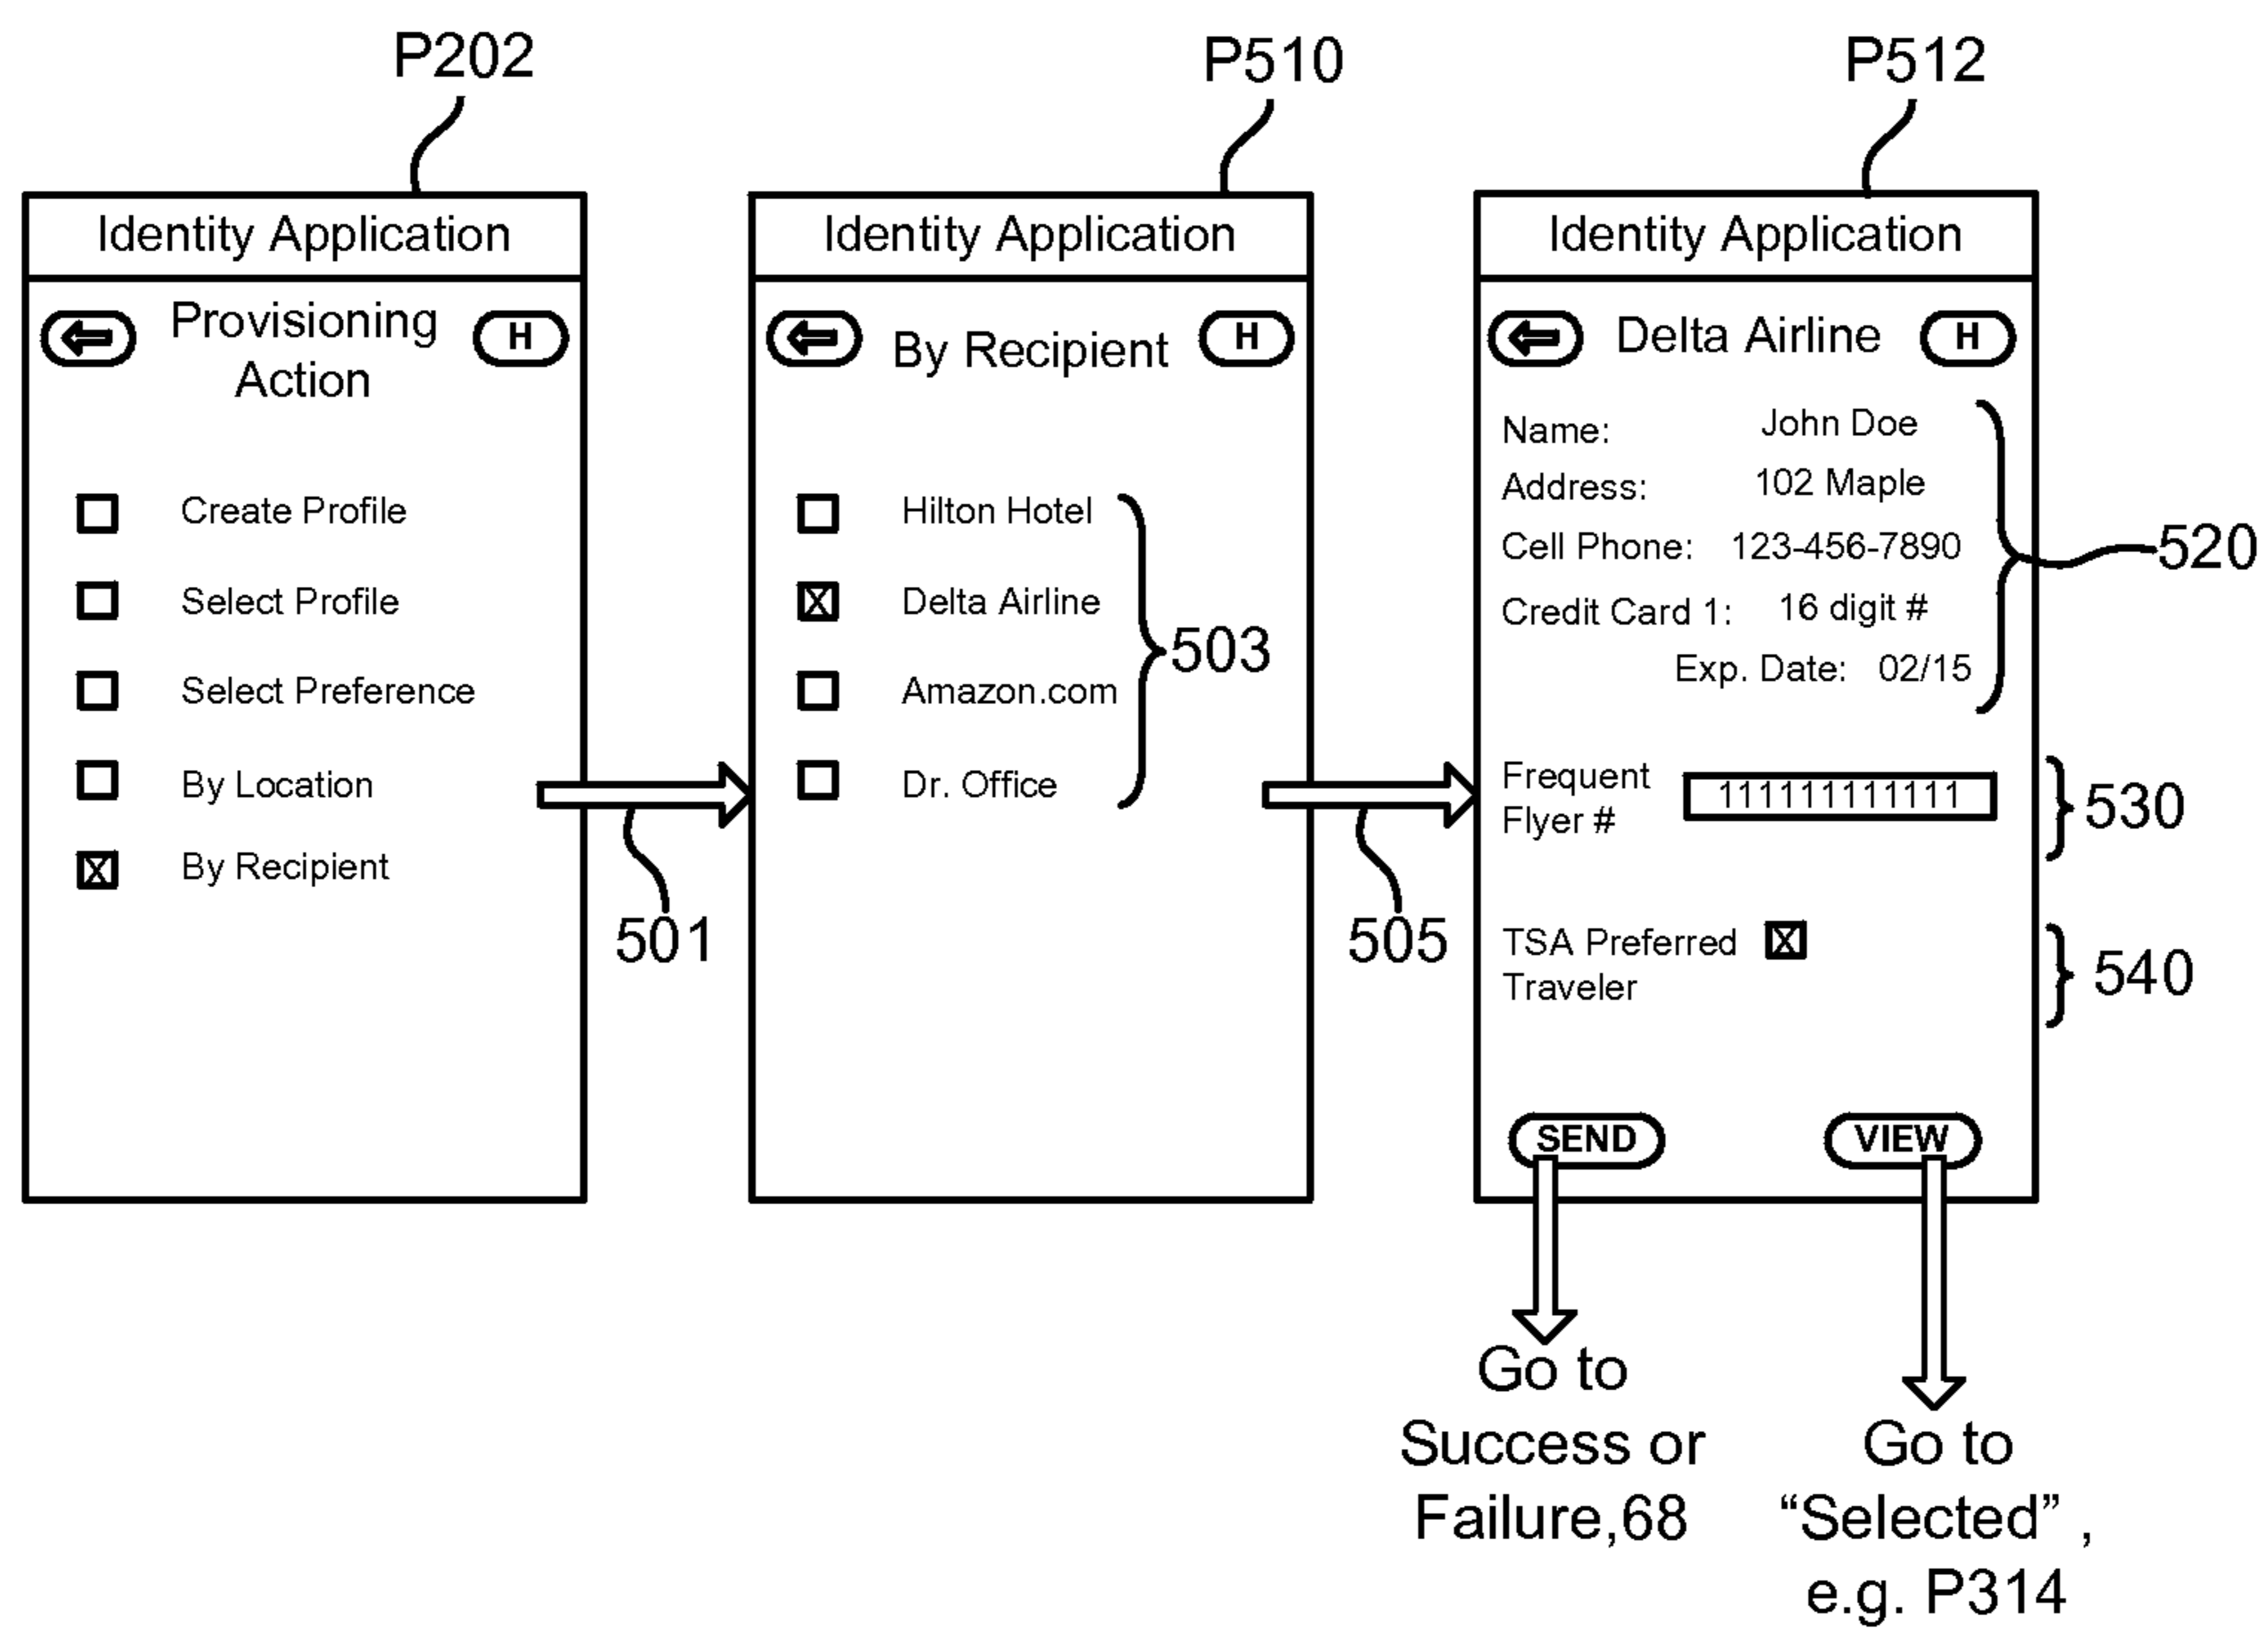 P202
P510
P512
Identity Application
Provisioning
Action
H
Create Profile
Select Profile
Select Preference
By Location
X By Recipient
501
Identity Application
By Recipient
H
Hilton Hotel
X Delta Airline
Amazon.com
Dr. Office
503
505
Identity Application
Delta Airline
H
Name: John Doe
Address: 102 Maple
Cell Phone: 123-456-7890
Credit Card 1: 16 digit #
Exp. Date: 02/15
520
Frequent
Flyer #
111111111111
530
TSA Preferred X
Traveler
540
SEND
VIEW
Go to
Success or
Failure,68
Go to
“Selected” ,
e.g. P314